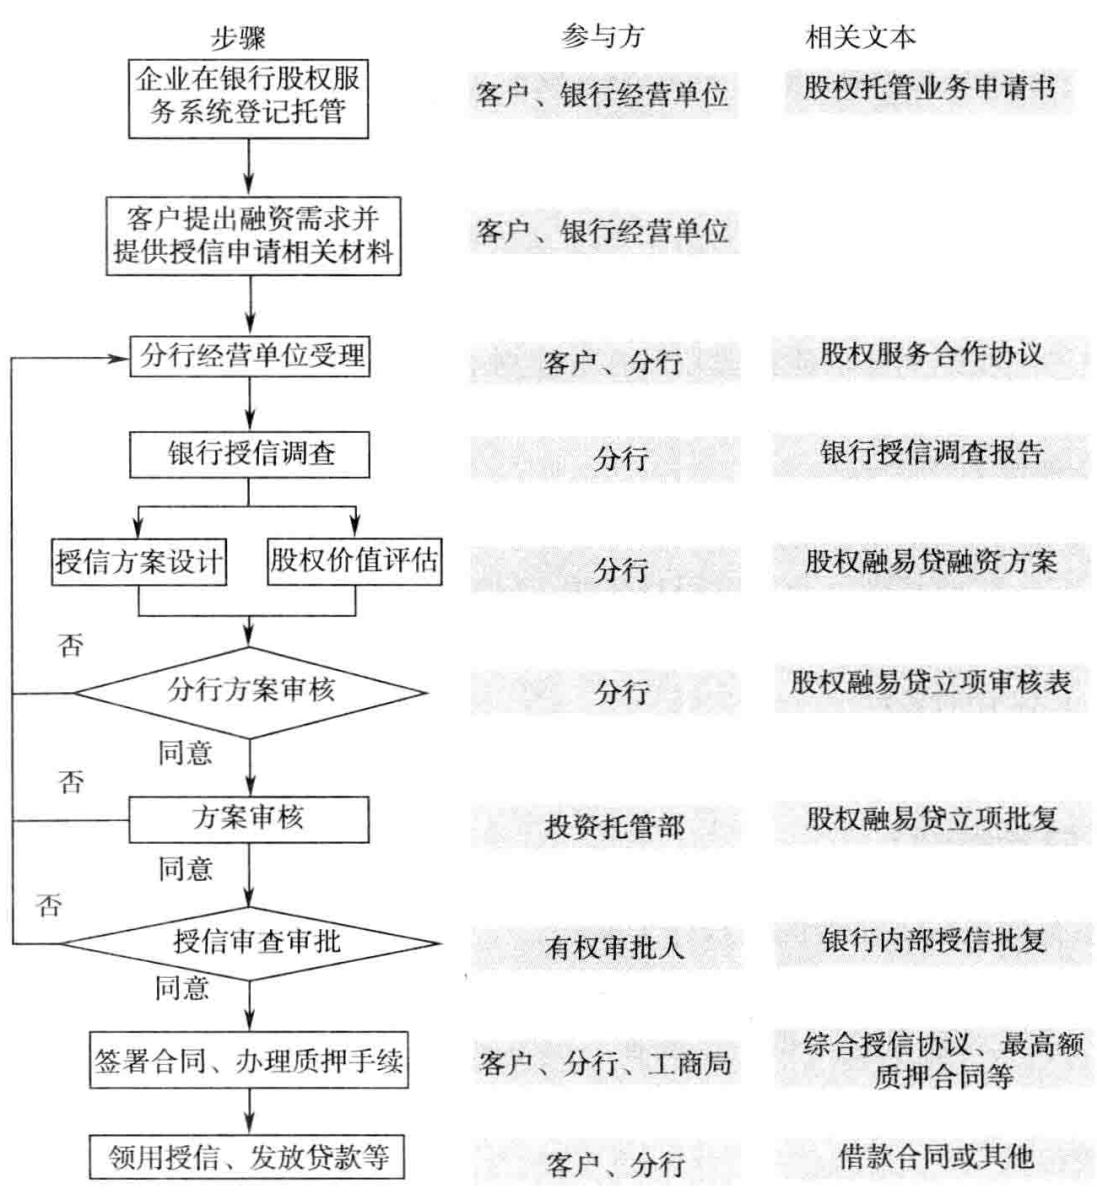 步骤 参与方 相关文本
企业在银行股权服
务系统登记托管
客户、银行经营单位
股权托管业务申请书
客户提出融资需求并
提供授信申请相关材料
客户、银行经营单位
分行经营单位受理
客户、分行
股权服务合作协议
银行授信调查
分行
银行授信调查报告
授信方案设计
股权价值评估
分行
股权融易贷融资方案
否
分行方案审核
分行
股权融易贷立项审核表
同意
否
方案审核
投资托管部
股权融易贷立项批复
同意
否
授信审查审批
有权审批人
银行内部授信批复
同意
签署合同、办理质押手续
客户、分行、工商局
综合授信协议、最高额
质押合同等
领用授信、发放贷款等
客户、分行
借款合同或其他